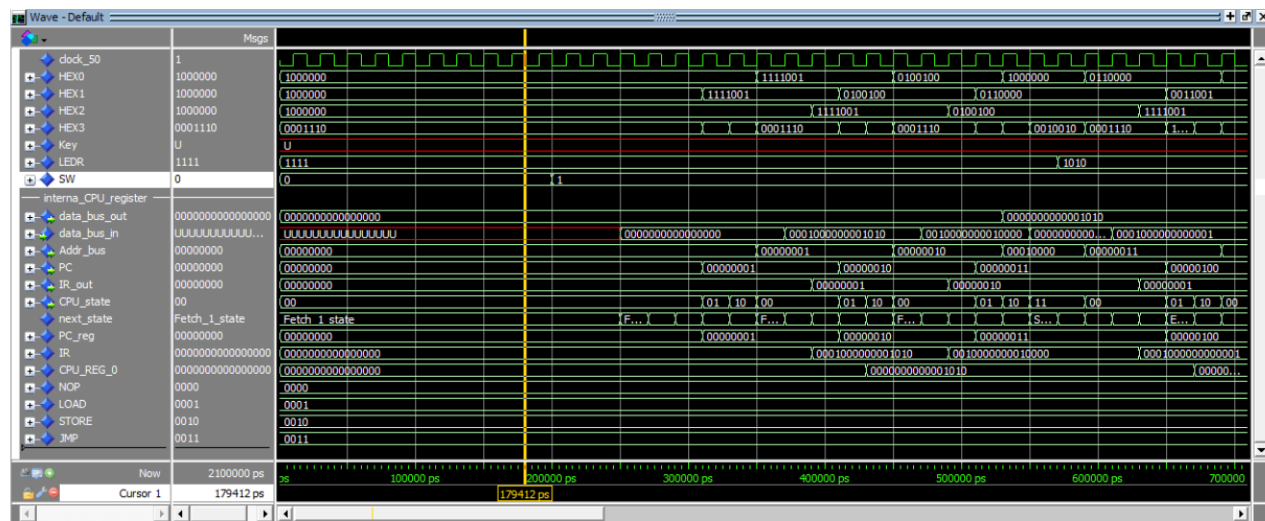 Wave - Default
Msgs
clock_50 1
HEX0 1000000 1000000 1111001 0100100 1000000 0110000
HEX1 1000000 1000000 1111001 0100100 0110000 0011001
HEX2 1000000 1000000 1111001 0100100 1111001
HEX3 0001110 0001110 0001110 0001110 0010010 0001110 1...
Key U U
LEDR 1111 1111 1010
SW 0 0 1
interna_CPU_register
data_bus_out 0000000000000000 0000000000000000 0000000000001010
data_bus_in UUUUUUUUUUU... UUUUUUUUUUUUUUUU 0000000000000000 0001000000001010 0010000000010000 0000000000... 0001000000000001
Addr_bus 00000000 00000000 00000001 00000010 00010000 00000011
PC 00000000 00000000 00000001 00000010 00000011 00000100
IR_out 00000000 00000000 00000001 00000010 00000001
CPU_state 00 00 01 10 00 01 10 00 01 10 11 00 01 10 00
next_state Fetch_1_state Fetch_1_state F... F... F... S... E...
PC_reg 00000000 00000000 00000001 00000010 00000011 00000100
IR 0000000000000000 0000000000000000 0001000000001010 0010000000010000 0001000000000001
CPU_REG_0 0000000000000000 0000000000000000 0000000000001010 00000...
NOP 0000 0000
LOAD 0001 0001
STORE 0010 0010
JMP 0011 0011
Now 2100000 ps ps 100000 ps 200000 ps 300000 ps 400000 ps 500000 ps 600000 ps 700000
Cursor 1 179412 ps 179412 ps